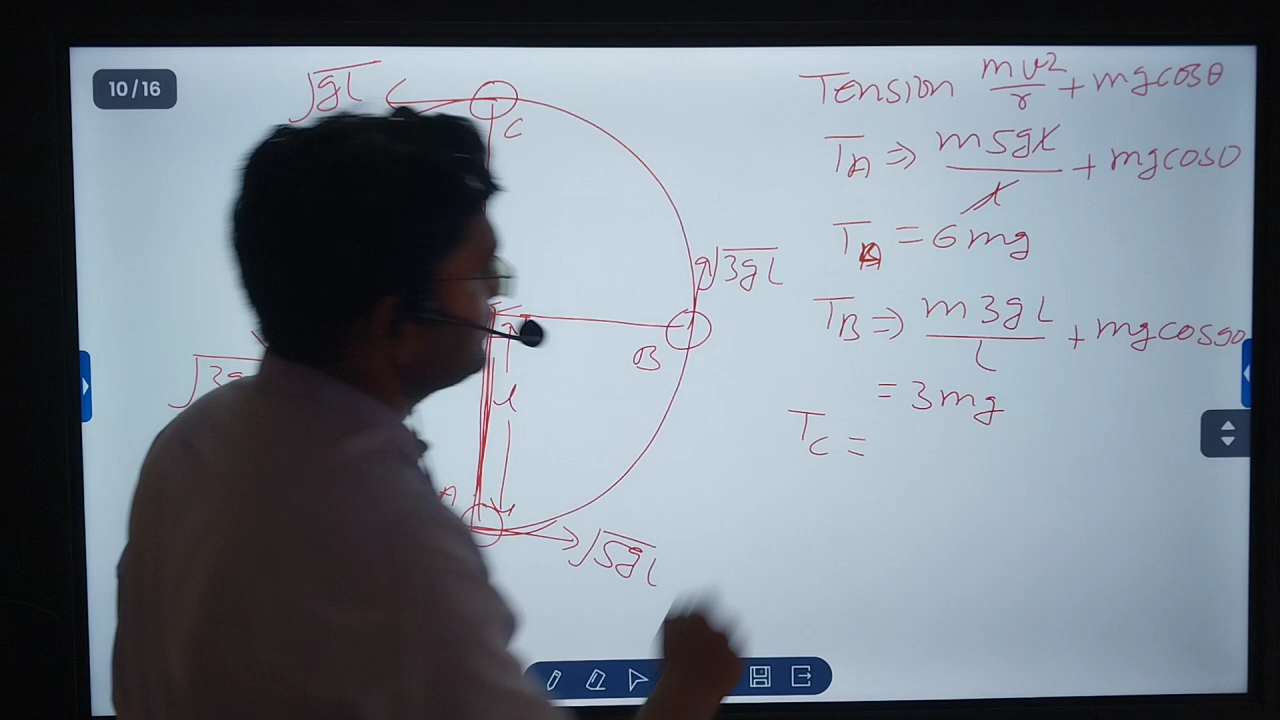 10/16
√gl
C
Tension mv²/r + mgcosθ
T_A ⇒ m5gl/l + mgcos0
T_A = 6mg
√3gl
B
T_B ⇒ m3gL/L + mgcos90
= 3mg
T_C =
l
A
√5gl